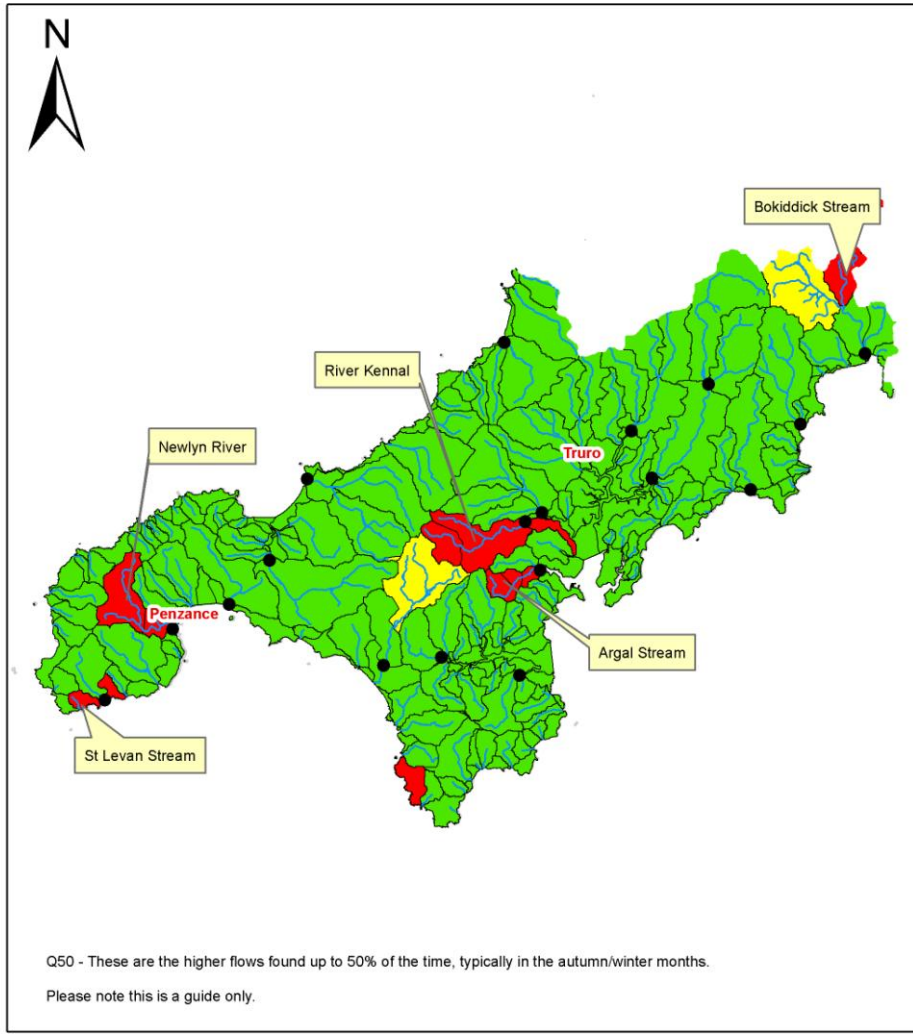 N
Bokiddick Stream
River Kennal
Newlyn River
Truro
Penzance
Argal Stream
St Levan Stream
Q50 - These are the higher flows found up to 50% of the time, typically in the autumn/winter months.
Please note this is a guide only.